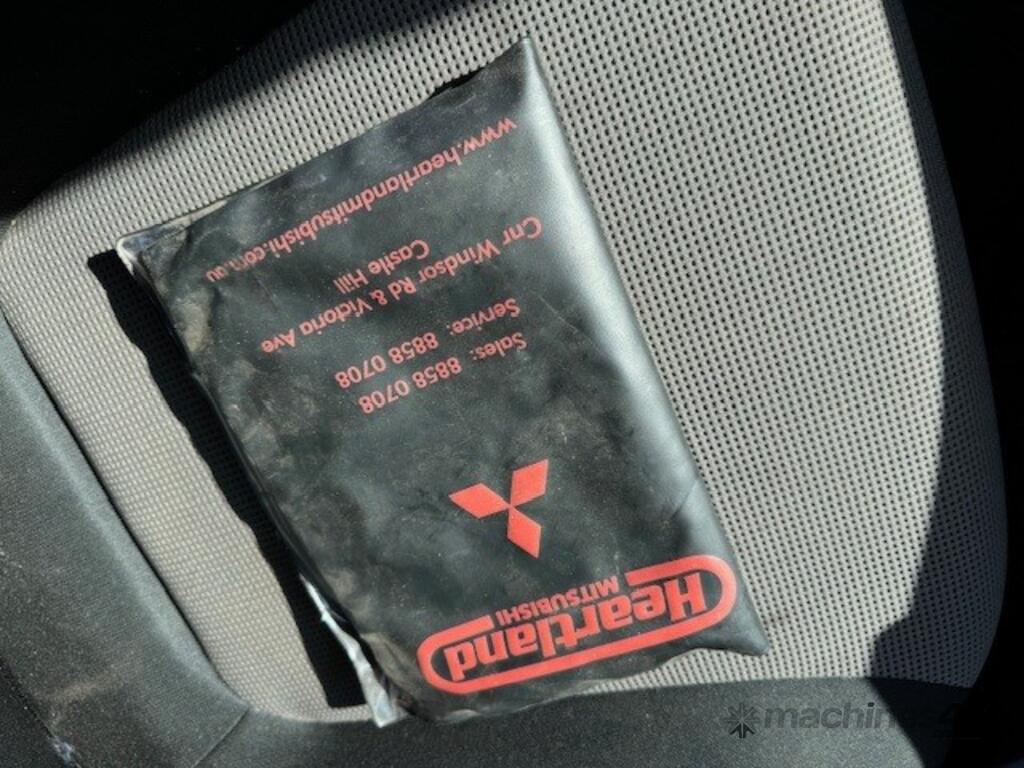 Heartland
MITSUBISHI
Sales: 8858 0708
Service: 8858 0708
Cnr Windsor Rd & Victoria Ave
Castle Hill
www.heartlandmitsubishi.com.au